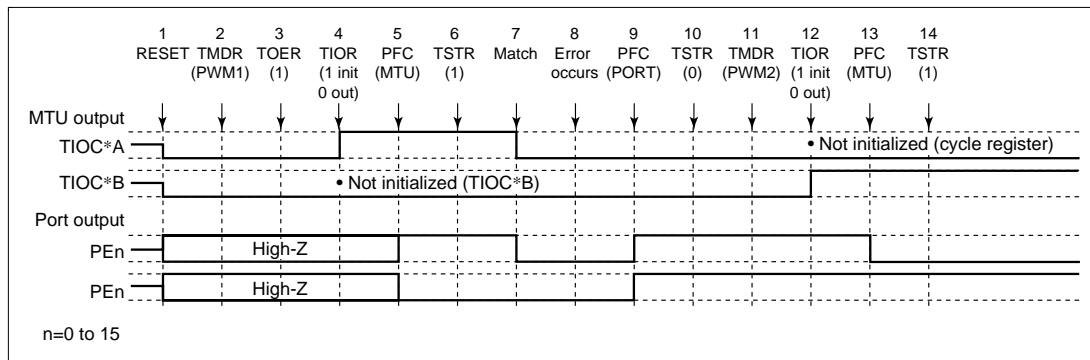 1 2 3 4 5 6 7 8 9 10 11 12 13 14
RESET TMDR TOER TIOR PFC TSTR Match Error PFC TSTR TMDR TIOR PFC TSTR
(PWM1) (1) (1 init (MTU) (1) occurs (PORT) (0) (PWM2) (1 init (MTU) (1)
0 out) 0 out)
MTU output
TIOC*A • Not initialized (cycle register)
TIOC*B • Not initialized (TIOC*B)
Port output
PEn High-Z
PEn High-Z
n=0 to 15